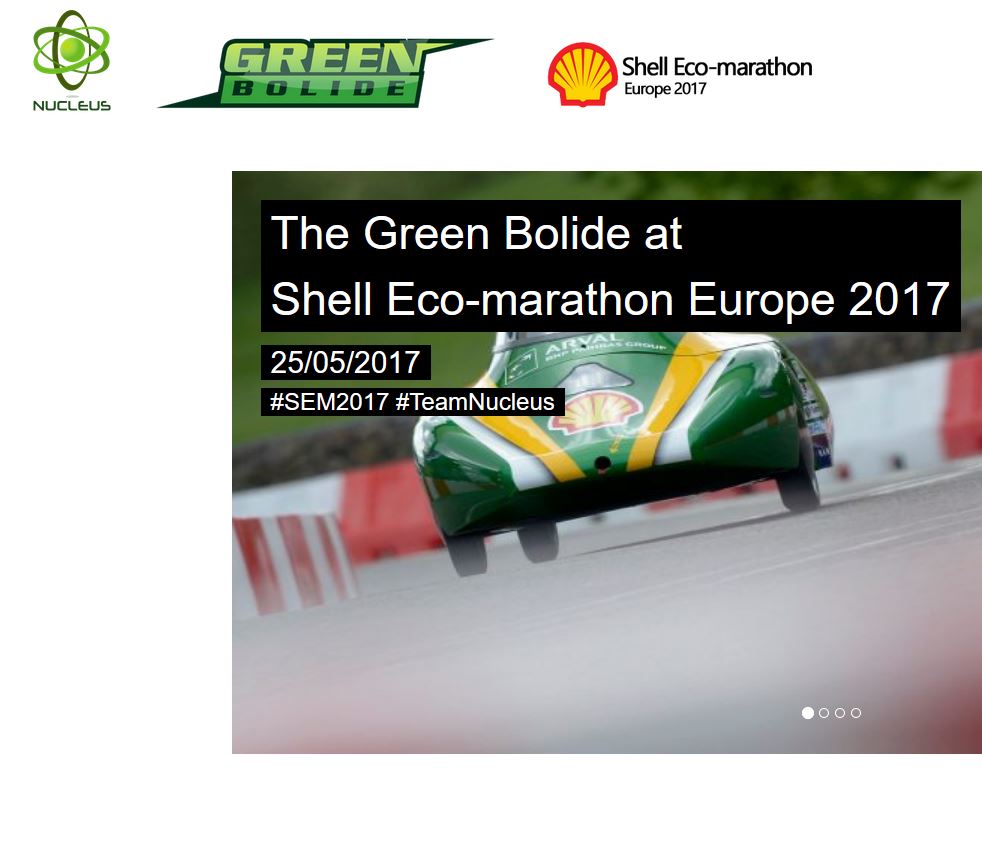 NUCLEUS
GREEN
BOLIDE
Shell Eco-marathon
Europe 2017
The Green Bolide at
Shell Eco-marathon Europe 2017
25/05/2017
#SEM2017 #TeamNucleus
ARVAL
BNP PARIBAS GROUP